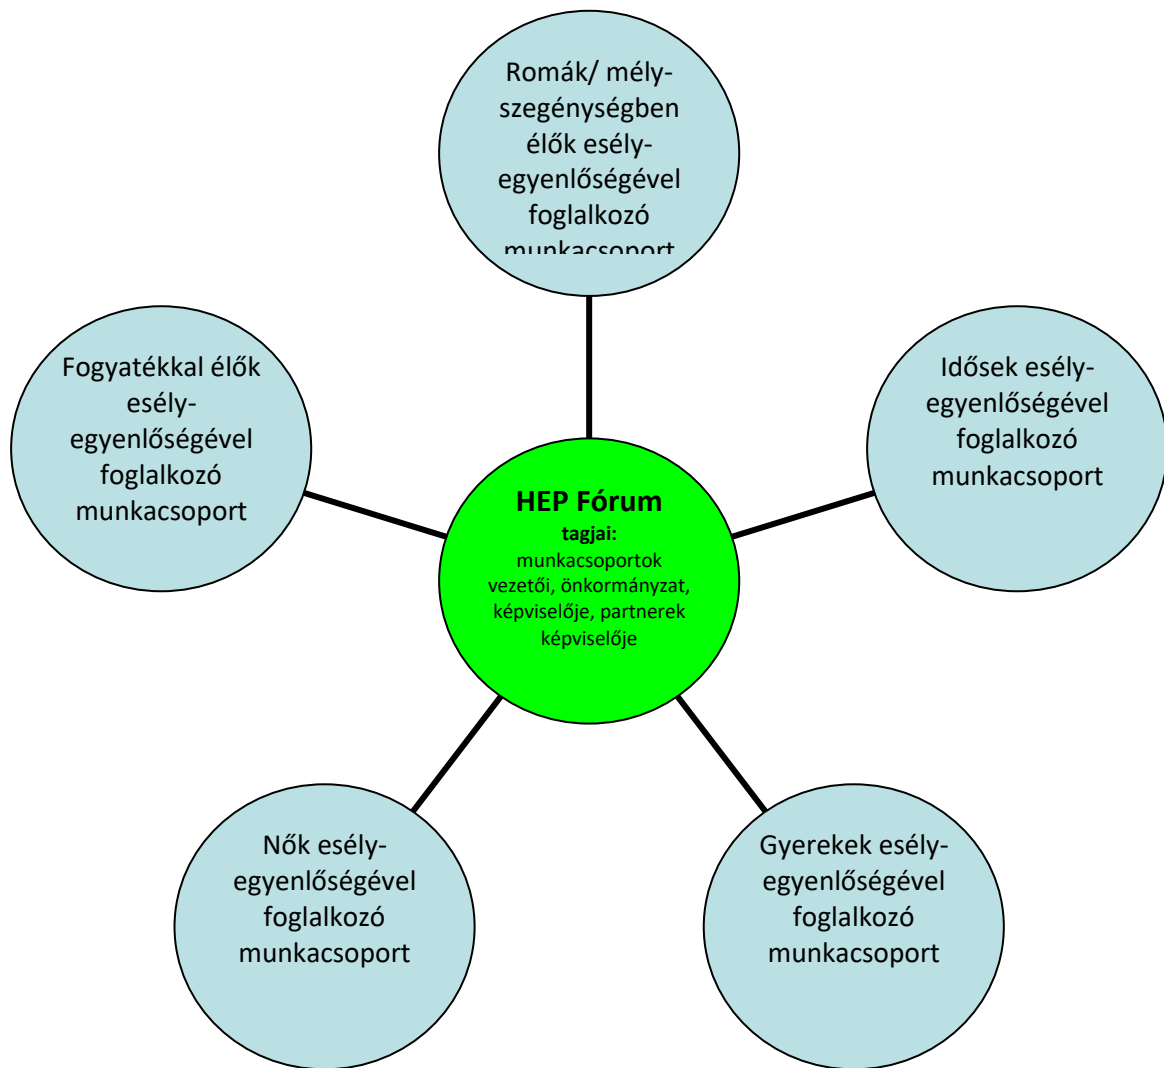 Romák/ mély-
szegénységben
élők esély-
egyenlőségével
foglalkozó
munkacsoport
Fogyatékkal élők
esély-
egyenlőségével
foglalkozó
munkacsoport
Idősek esély-
egyenlőségével
foglalkozó
munkacsoport
HEP Fórum
tagjai:
munkacsoportok
vezetői, önkormányzat,
képviselője, partnerek
képviselője
Nők esély-
egyenlőségével
foglalkozó
munkacsoport
Gyerekek esély-
egyenlőségével
foglalkozó
munkacsoport